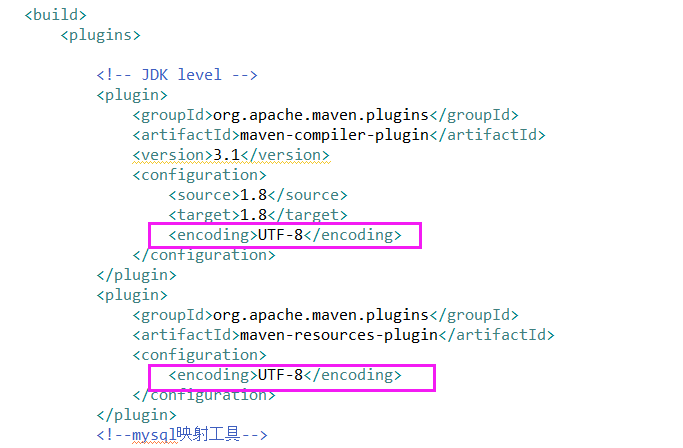 <build>
<plugins>
<!-- JDK level -->
<plugin>
<groupId>org.apache.maven.plugins</groupId>
<artifactId>maven-compiler-plugin</artifactId>
<version>3.1</version>
<configuration>
<source>1.8</source>
<target>1.8</target>
<encoding>UTF-8</encoding>
</configuration>
</plugin>
<plugin>
<groupId>org.apache.maven.plugins</groupId>
<artifactId>maven-resources-plugin</artifactId>
<configuration>
<encoding>UTF-8</encoding>
</configuration>
</plugin>
<!--mysql映射工具-->